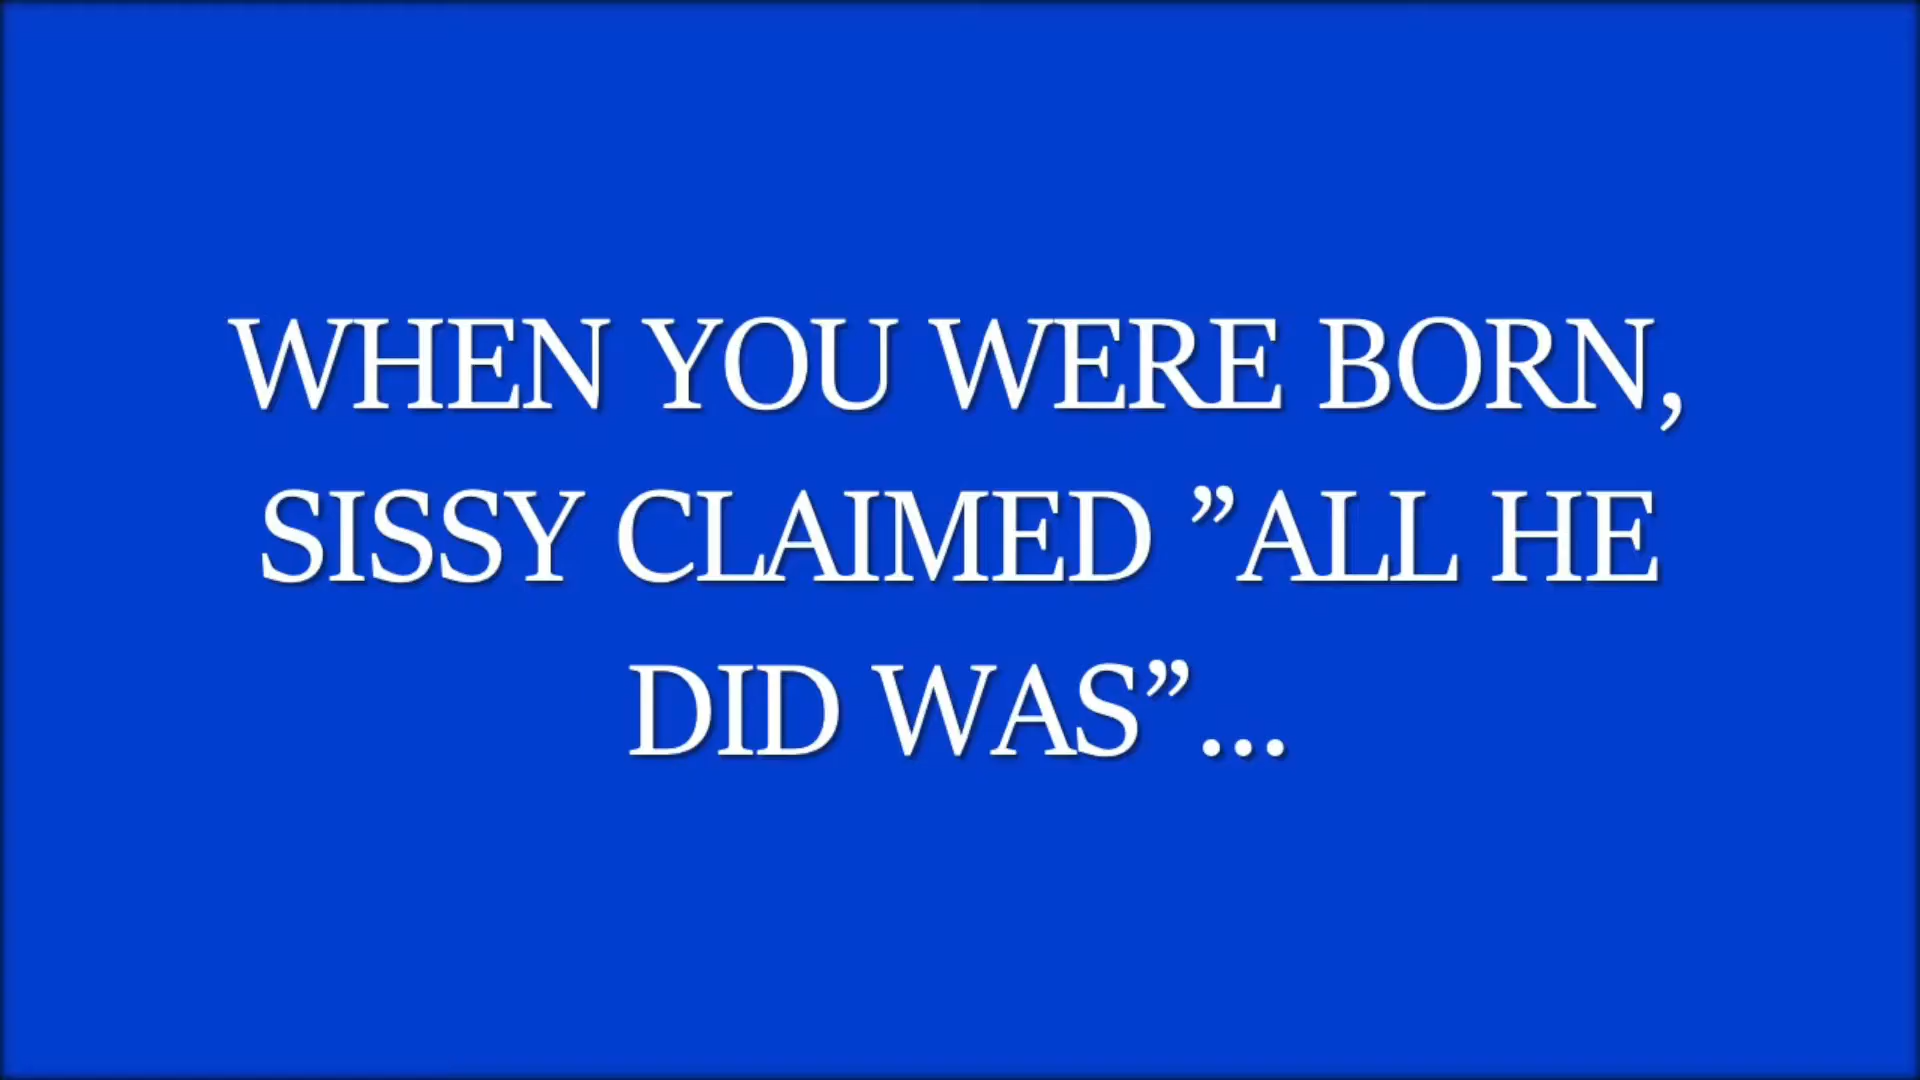 WHEN YOU WERE BORN,
SISSY CLAIMED ”ALL HE
DID WAS”...